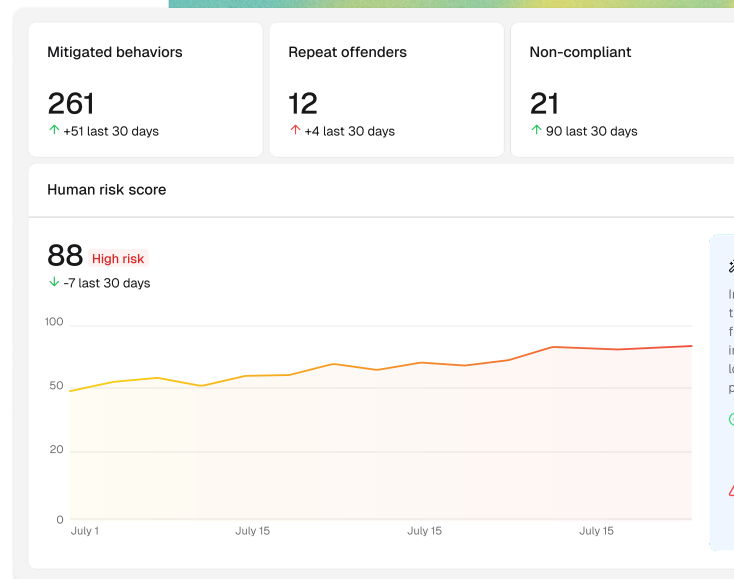 Mitigated behaviors
261
+51 last 30 days
Repeat offenders
12
+4 last 30 days
Non-compliant
21
90 last 30 days
Human risk score
88 High risk
-7 last 30 days
100
50
20
0
July 1
July 15
July 15
July 15